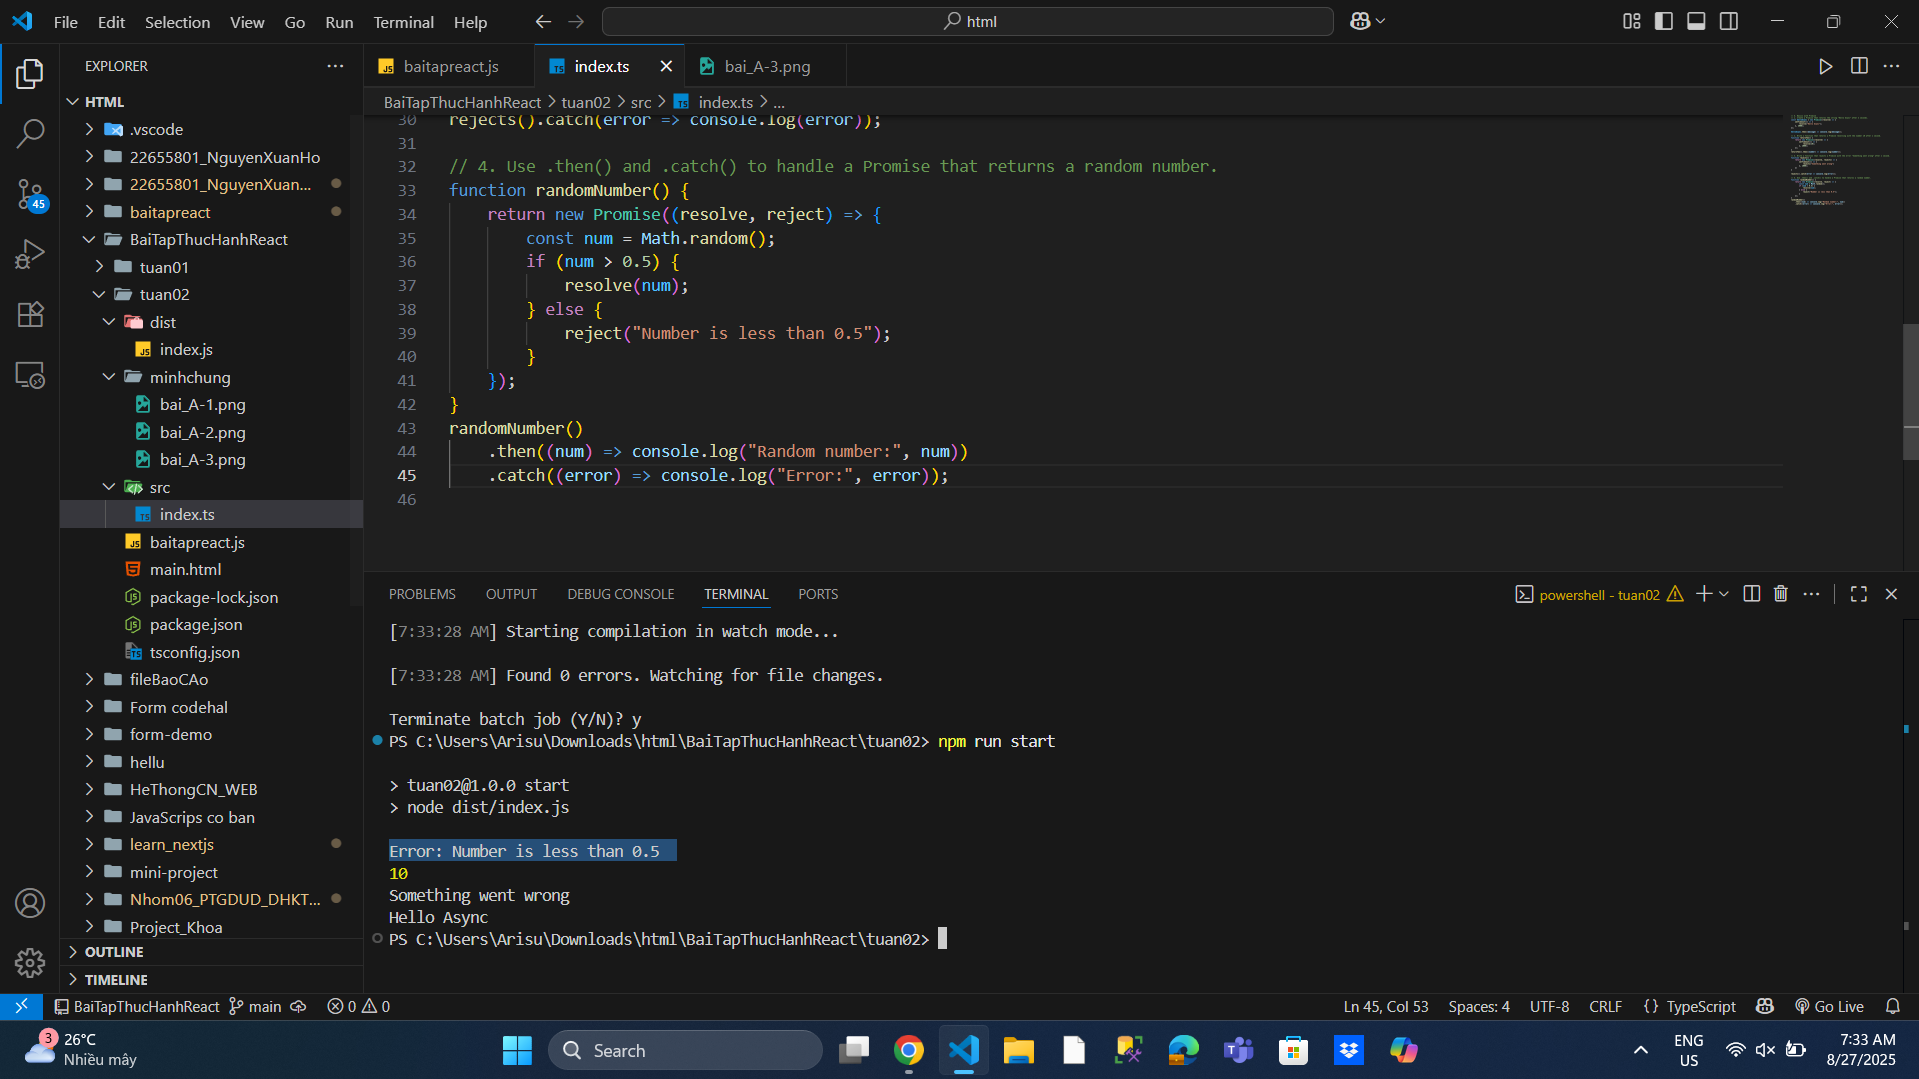 File Edit Selection View Go Run Terminal Help
html
EXPLORER
HTML
.vscode
22655801_NguyenXuanHo
22655801_NguyenXuan...
baitapreact
BaiTapThucHanhReact
tuan01
tuan02
dist
index.js
minhchung
bai_A-1.png
bai_A-2.png
bai_A-3.png
src
index.ts
baitapreact.js
main.html
package-lock.json
package.json
tsconfig.json
fileBaoCAo
Form codehal
form-demo
hellu
HeThongCN_WEB
JavaScrips co ban
learn_nextjs
mini-project
Nhom06_PTGDUD_DHKT...
Project_Khoa
OUTLINE
TIMELINE
45
baitapreact.js
index.ts
bai_A-3.png
BaiTapThucHanhReact > tuan02 > src > index.ts > ...
30 rejects().catch(error => console.log(error));
31
32 // 4. Use .then() and .catch() to handle a Promise that returns a random number.
33 function randomNumber() {
34 return new Promise((resolve, reject) => {
35 const num = Math.random();
36 if (num > 0.5) {
37 resolve(num);
38 } else {
39 reject("Number is less than 0.5");
40 }
41 });
42 }
43 randomNumber()
44 .then((num) => console.log("Random number:", num))
45 .catch((error) => console.log("Error:", error));
46
PROBLEMS OUTPUT DEBUG CONSOLE TERMINAL PORTS
powershell - tuan02
[7:33:28 AM] Starting compilation in watch mode...
[7:33:28 AM] Found 0 errors. Watching for file changes.
Terminate batch job (Y/N)? y
PS C:\Users\Arisu\Downloads\html\BaiTapThucHanhReact\tuan02> npm run start
> tuan02@1.0.0 start
> node dist/index.js
Error: Number is less than 0.5
10
Something went wrong
Hello Async
PS C:\Users\Arisu\Downloads\html\BaiTapThucHanhReact\tuan02>
BaiTapThucHanhReact main 0 0
Ln 45, Col 53 Spaces: 4 UTF-8 CRLF {} TypeScript Go Live
3
26°C
Nhiều mây
Search
ENG
US
7:33 AM
8/27/2025